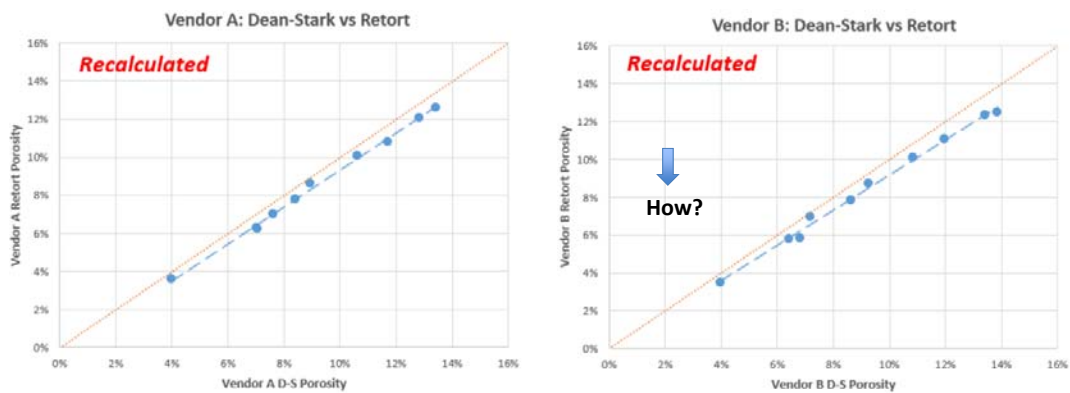 Vendor A: Dean-Stark vs Retort
Recalculated
16%
14%
12%
10%
8%
6%
4%
2%
0%
Vendor A Retort Porosity
0% 2% 4% 6% 8% 10% 12% 14% 16%
Vendor A D-S Porosity
Vendor B: Dean-Stark vs Retort
Recalculated
How?
16%
14%
12%
10%
8%
6%
4%
2%
0%
Vendor B Retort Porosity
0% 2% 4% 6% 8% 10% 12% 14% 16%
Vendor B D-S Porosity